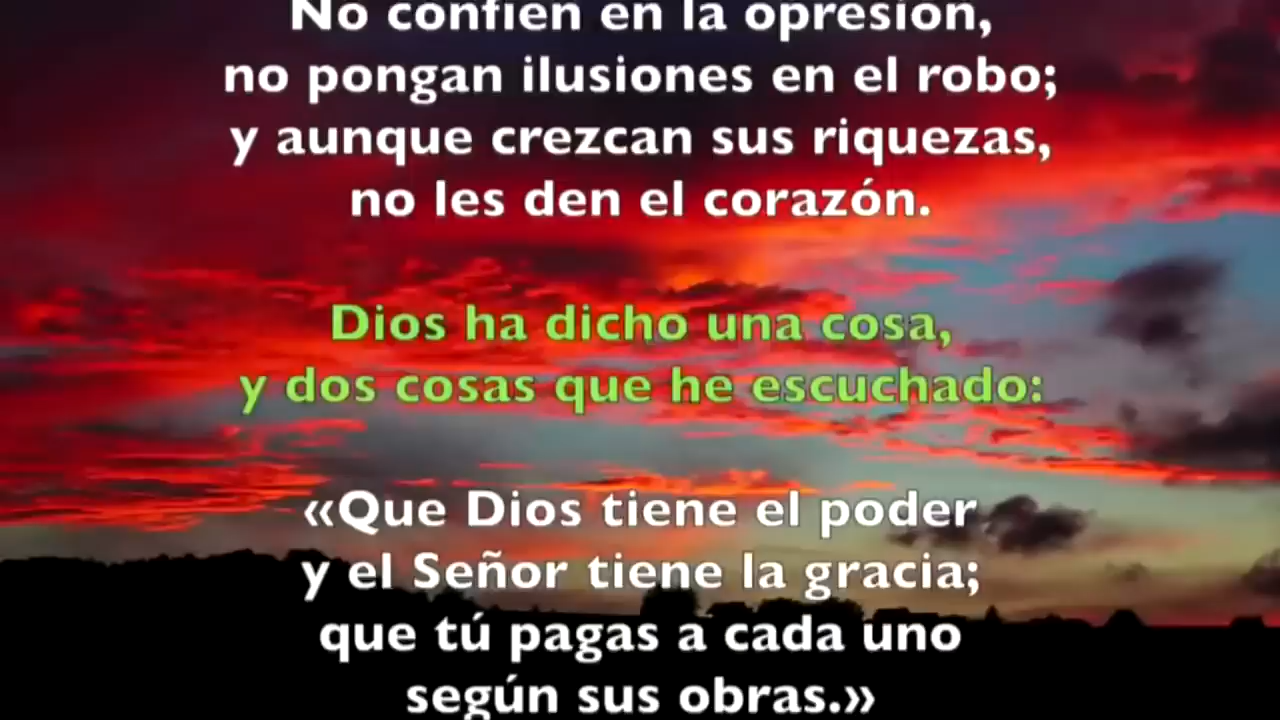 No confíen en la opresión,
no pongan ilusiones en el robo;
y aunque crezcan sus riquezas,
no les den el corazón.
Dios ha dicho una cosa,
y dos cosas que he escuchado:
«Que Dios tiene el poder
y el Señor tiene la gracia;
que tú pagas a cada uno
según sus obras.»